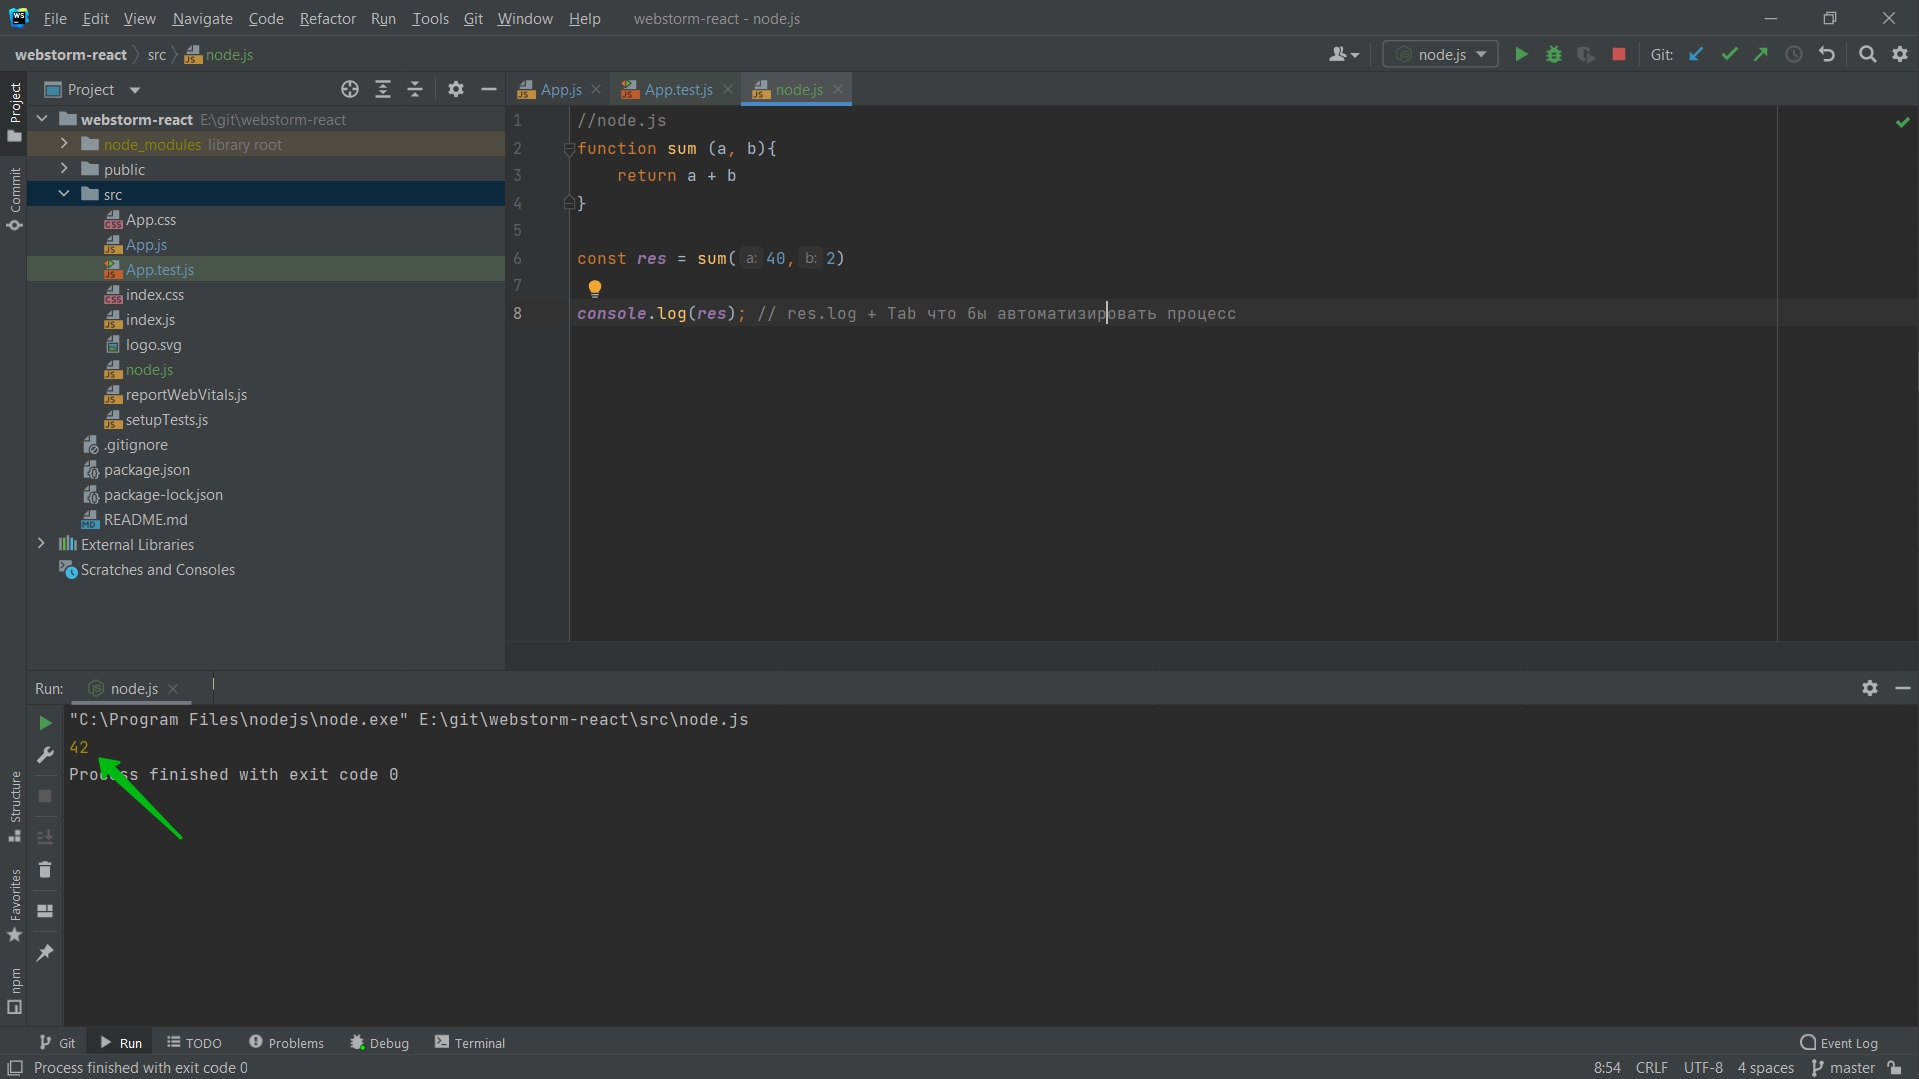 File Edit View Navigate Code Refactor Run Tools Git Window Help webstorm-react - node.js
webstorm-react src node.js
node.js Git:
Project
App.js App.test.js node.js
Project
Commit
webstorm-react E:\git\webstorm-react
node_modules library root
public
src
App.css
App.js
App.test.js
index.css
index.js
logo.svg
node.js
reportWebVitals.js
setupTests.js
.gitignore
package.json
package-lock.json
README.md
External Libraries
Scratches and Consoles
1 //node.js
2 function sum (a, b){
3 return a + b
4 }
5
6 const res = sum( a: 40, b: 2)
7
8 console.log(res); // res.log + Tab что бы автоматизировать процесс
Run: node.js
"C:\Program Files\nodejs\node.exe" E:\git\webstorm-react\src\node.js
42
Process finished with exit code 0
Structure
Favorites
npm
Git Run TODO Problems Debug Terminal Event Log
Process finished with exit code 0 8:54 CRLF UTF-8 4 spaces master